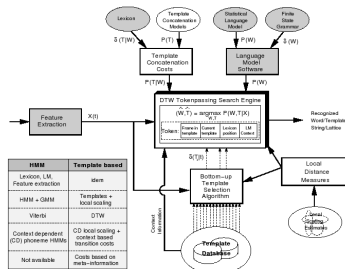 Lexicon
Template
Concatenation
Models
Statistical
Language
Model
Finite
State
Grammar
δ(T|W)
P(T)
P(W)
δ(W)
Template
Concatenation
Costs
Language
Model
Software
P(T|W)
P(W)
DTW Tokenpassing Search Engine
(Ŵ,T̂) = argmax P(W,T|X)
W,T
Feature
Extraction
X(t)
Token:
Frame in
template
Current
template
Lexicon
position
LM
Context
Recognized
Word/Template
String/Lattice
δ(T|t)
HMM
Template based
Lexicon, LM,
Feature extraction
idem
HMM + GMM
Templates +
local scaling
Viterbi
DTW
Context dependent
(CD) phoneme HMMs
CD local scaling +
context based
transition costs
Not available
Costs based on
meta-information
Context
Information
Bottom-up
Template
Selection
Algorithm
Local
Distance
Measures
Local
Scaling
Estimates
Template
Database